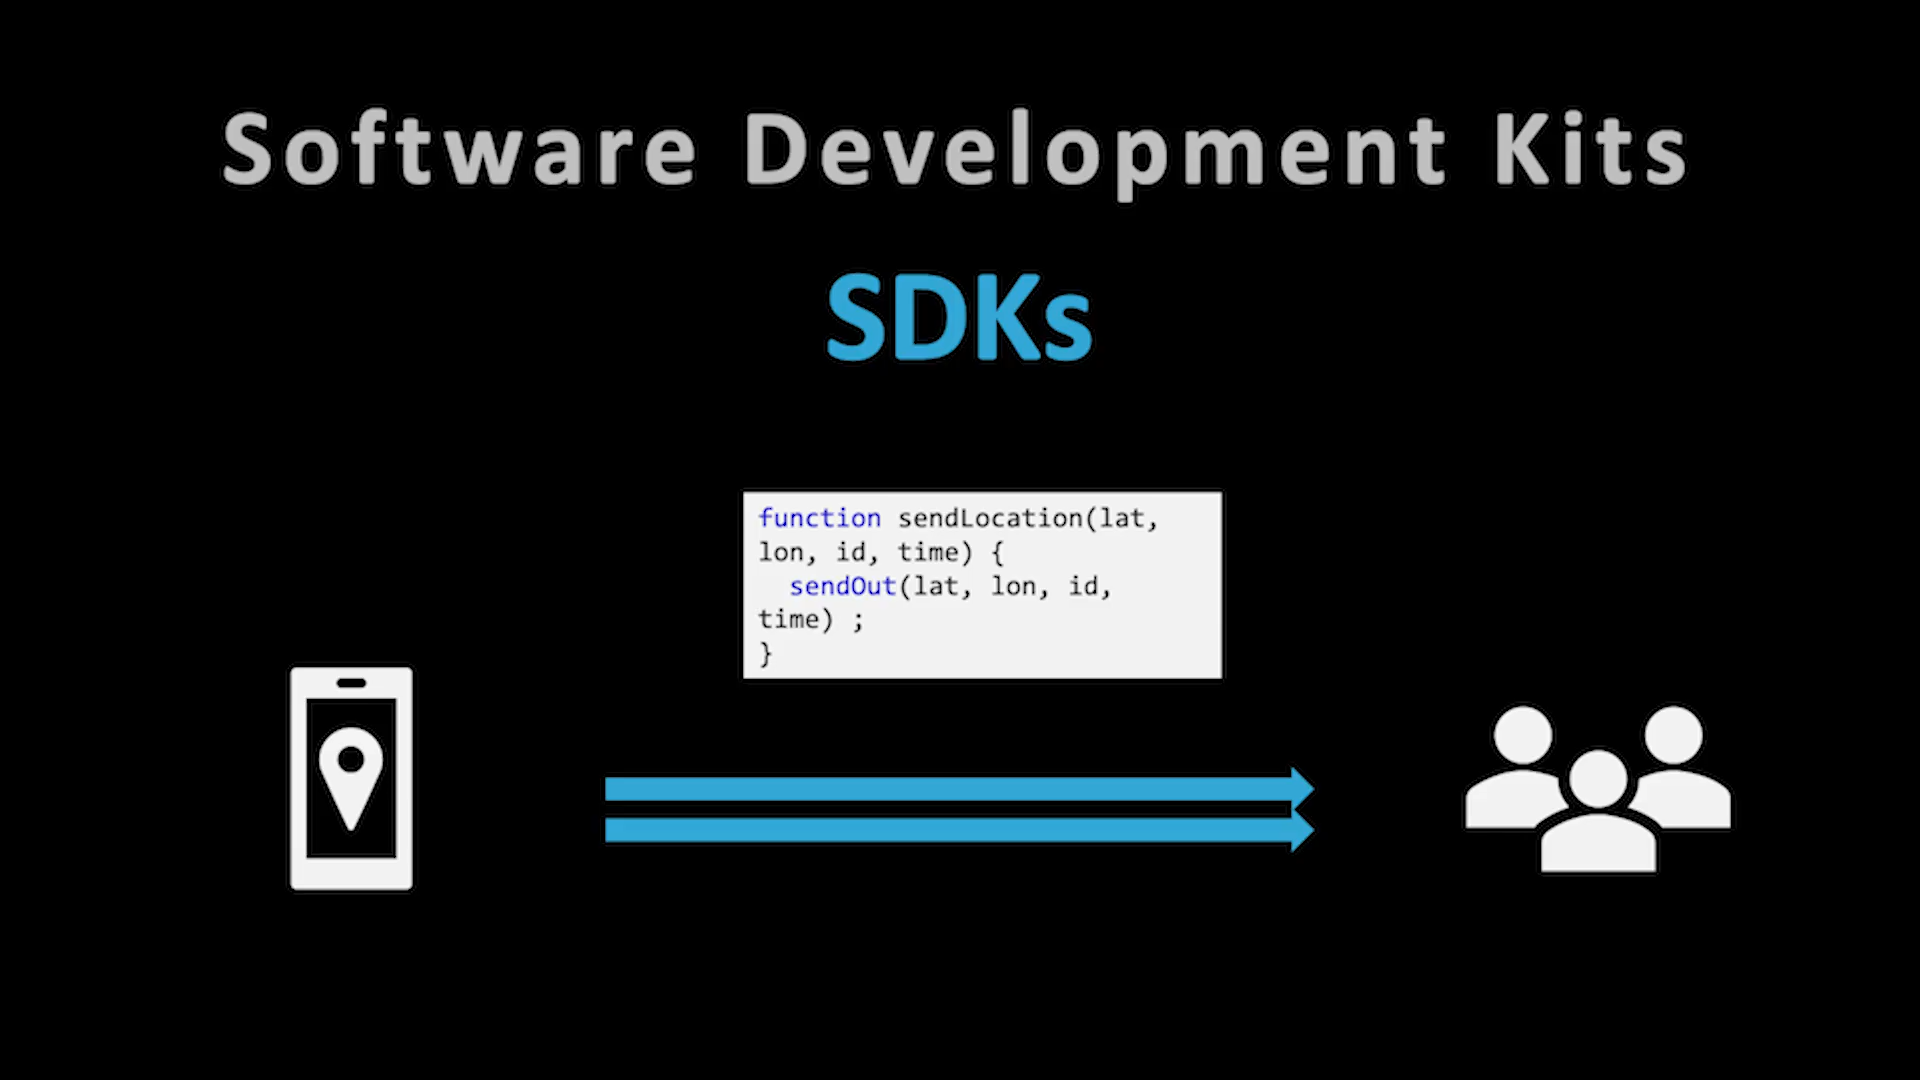 Software Development Kits
SDKs
function sendLocation(lat,
lon, id, time) {
  sendOut(lat, lon, id,
time) ;
}